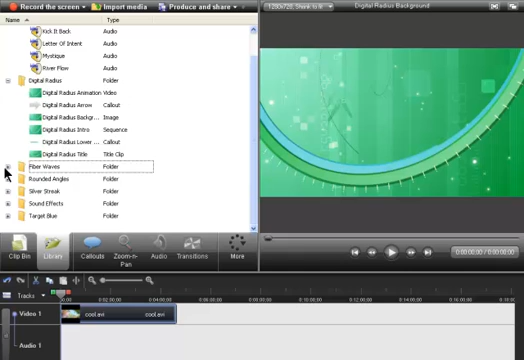 Record the screen Import media Produce and share 1280x720, Shrink to fit Digital Radius Background
Name Type
Kick It Back Audio
Letter Of Intent Audio
Mystique Audio
River Flow Audio
Digital Radius Folder
Digital Radius Animation Video
Digital Radius Arrow Callout
Digital Radius Backgr... Image
Digital Radius Intro Sequence
Digital Radius Lower ... Callout
Digital Radius Title Title Clip
Fiber Waves Folder
Rounded Angles Folder
Silver Streak Folder
Sound Effects Folder
Target Blue Folder
Clip Bin Library Callouts Zoom-n-Pan Audio Transitions More
0:00:00.00 / 0:00:00.00
Tracks
Video 1 cool.avi cool.avi
Audio 1